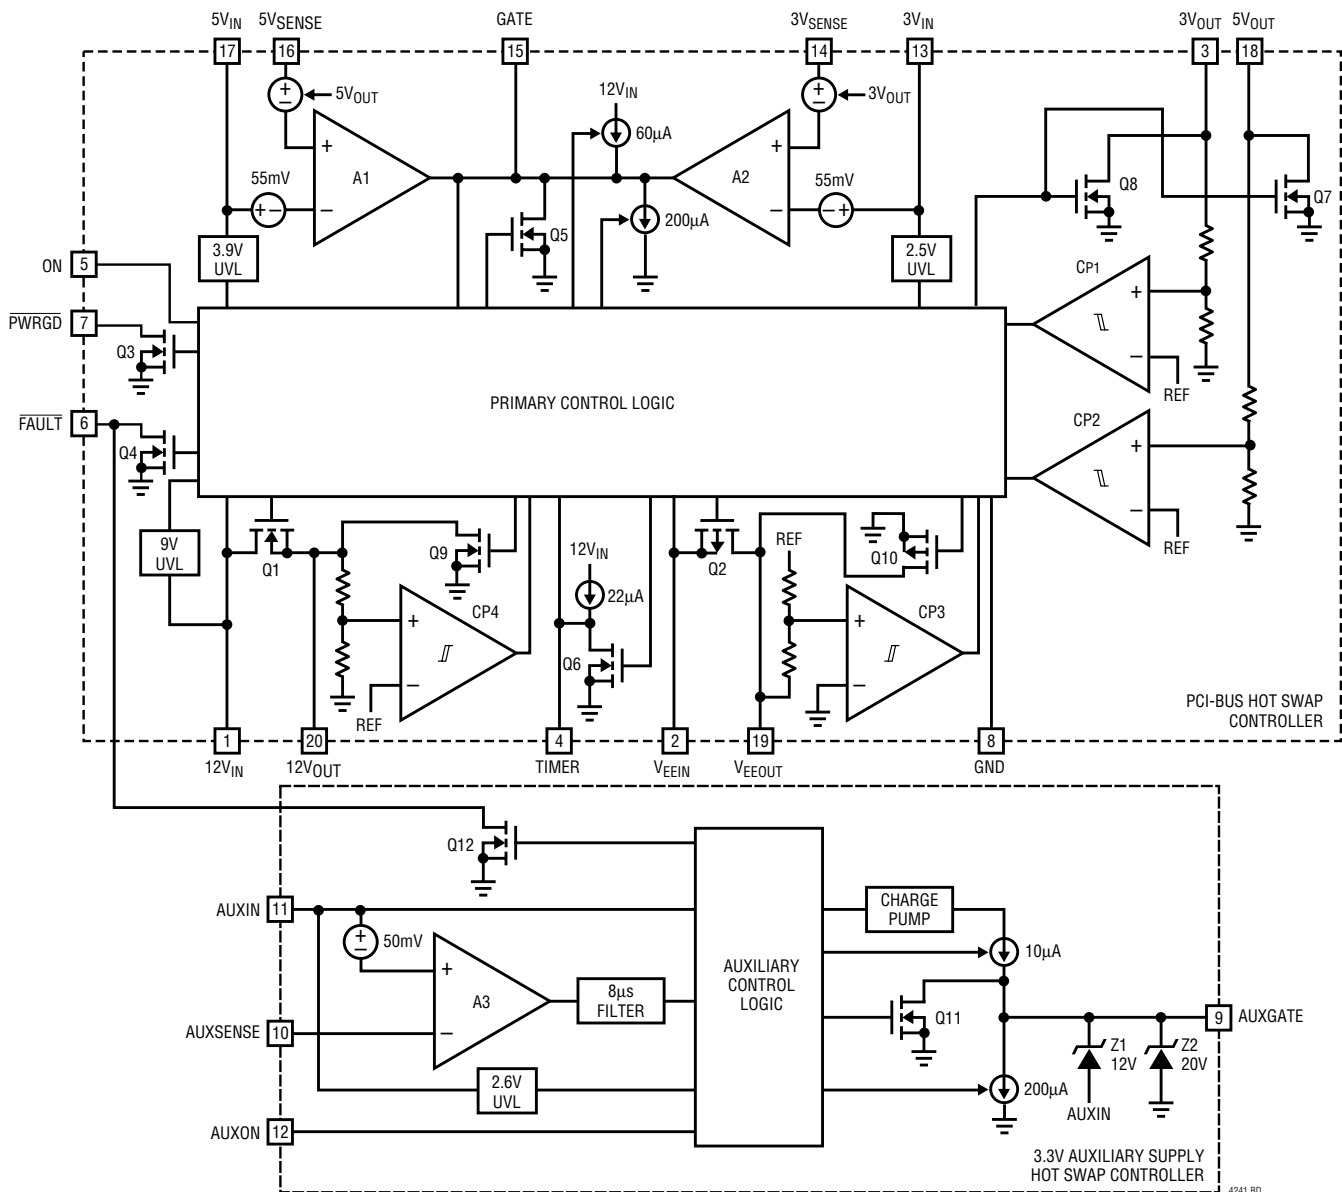 5VIN
5VSENSE
GATE
3VSENSE
3VIN
3VOUT
5VOUT
17
16
15
14
13
3
18
+
−
5VOUT
12VIN
60µA
+
−
3VOUT
+
A1
−
A2
+
−
55mV
+ −
55mV
− +
200µA
Q5
Q8
Q7
3.9V
UVL
2.5V
UVL
ON
5
PWRGD
7
Q3
CP1
+
−
REF
FAULT
6
Q4
PRIMARY CONTROL LOGIC
CP2
+
−
REF
9V
UVL
Q1
Q9
12VIN
22µA
Q2
REF
Q10
CP4
+
−
REF
Q6
CP3
+
−
PCI-BUS HOT SWAP
CONTROLLER
1
20
4
2
19
8
12VIN
12VOUT
TIMER
VEEIN
VEEOUT
GND
Q12
AUXIN
11
+
−
50mV
CHARGE
PUMP
10µA
+
A3
−
8µs
FILTER
AUXILIARY
CONTROL
LOGIC
Q11
AUXSENSE
10
9
AUXGATE
Z1
12V
Z2
20V
2.6V
UVL
200µA
AUXIN
AUXON
12
3.3V AUXILIARY SUPPLY
HOT SWAP CONTROLLER
4241 BD